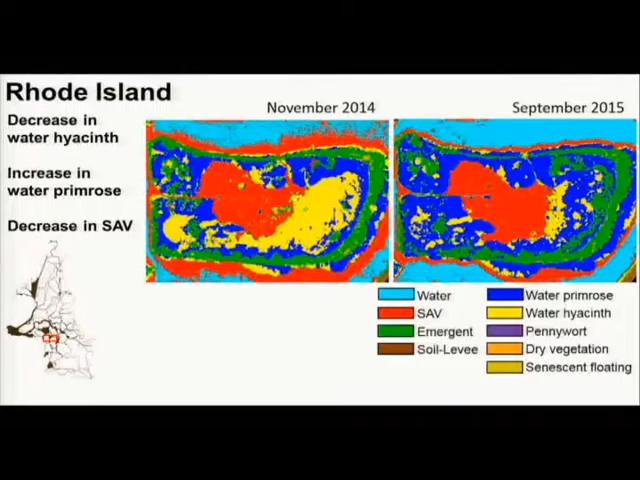 Rhode Island
Decrease in
water hyacinth
Increase in
water primrose
Decrease in SAV
November 2014
September 2015
Water
SAV
Emergent
Soil-Levee
Water primrose
Water hyacinth
Pennywort
Dry vegetation
Senescent floating